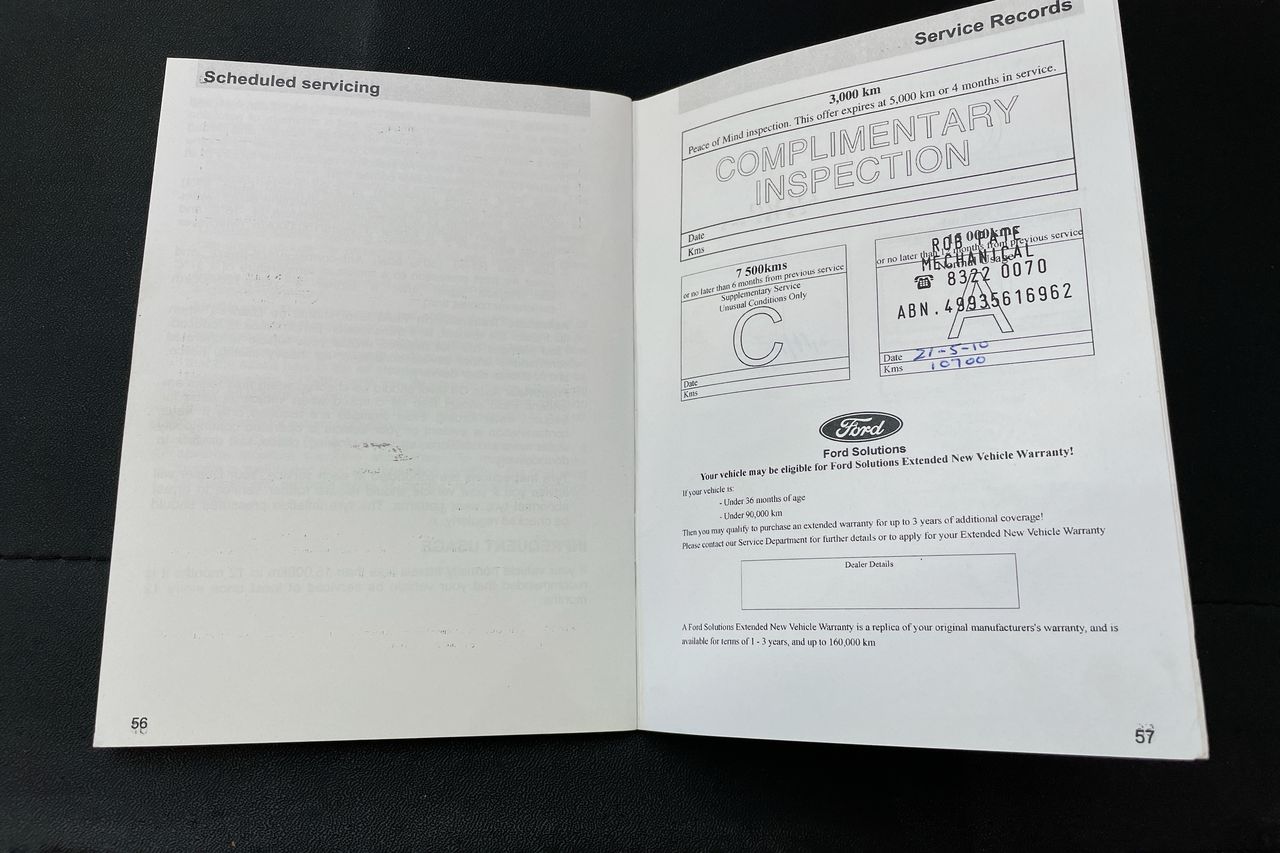 Scheduled servicing
56
Service Records
3,000 km
Peace of Mind inspection. This offer expires at 5,000 km or 4 months in service.
COMPLIMENTARY
INSPECTION
Date
Kms
7 500kms
or no later than 6 months from previous service
Supplementary Service
Unusual Conditions Only
C
Date
Kms
15 000kms
or no later than 12 months from previous service
Normal Usage
A
ROB PATE
MECHANICAL
☎ 8322 0070
ABN.49935616962
Date 21-5-10
Kms 10700
Ford
Ford Solutions
Your vehicle may be eligible for Ford Solutions Extended New Vehicle Warranty!
If your vehicle is:
- Under 36 months of age
- Under 90,000 km
Then you may qualify to purchase an extended warranty for up to 3 years of additional coverage!
Please contact our Service Department for further details or to apply for your Extended New Vehicle Warranty
Dealer Details
A Ford Solutions Extended New Vehicle Warranty is a replica of your original manufacturers's warranty, and is
available for terms of 1 - 3 years, and up to 160,000 km
57